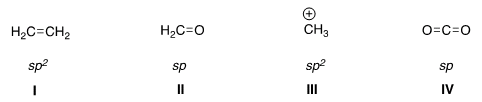 ⊕
H₂C=CH₂ H₂C=O CH₃ O=C=O
sp² sp sp² sp
I II III IV